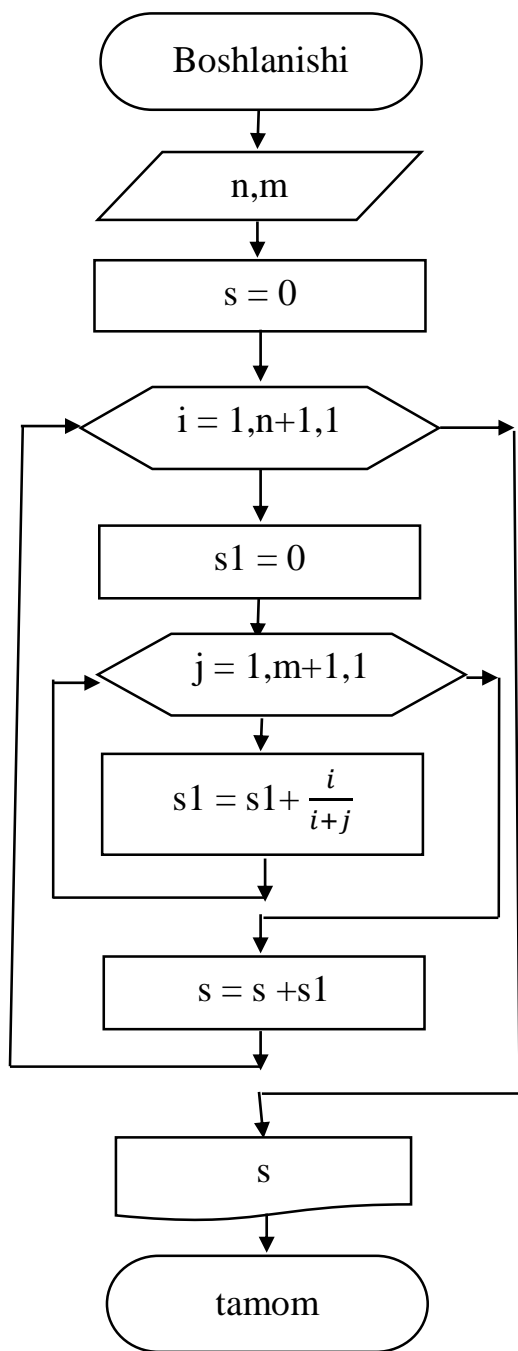 Boshlanishi
n,m
s = 0
i = 1,n+1,1
s1 = 0
j = 1,m+1,1
s1 = s1+ i/(i+j)
s = s +s1
s
tamom